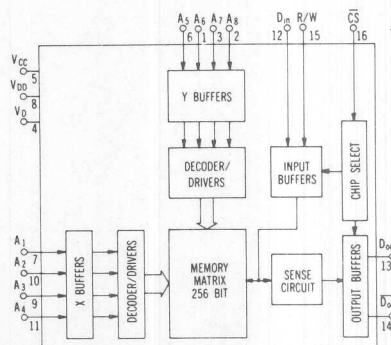 A5 A6 A7 A8
6 1 3 2
Din R/W
12 15
CS
16
VCC
5
VDD
8
VD
4
Y BUFFERS
DECODER/
DRIVERS
INPUT
BUFFERS
CHIP SELECT
A1
7
A2
10
A3
9
A4
11
X BUFFERS
DECODER/DRIVERS
MEMORY
MATRIX
256 BIT
SENSE
CIRCUIT
OUTPUT BUFFERS
13
14